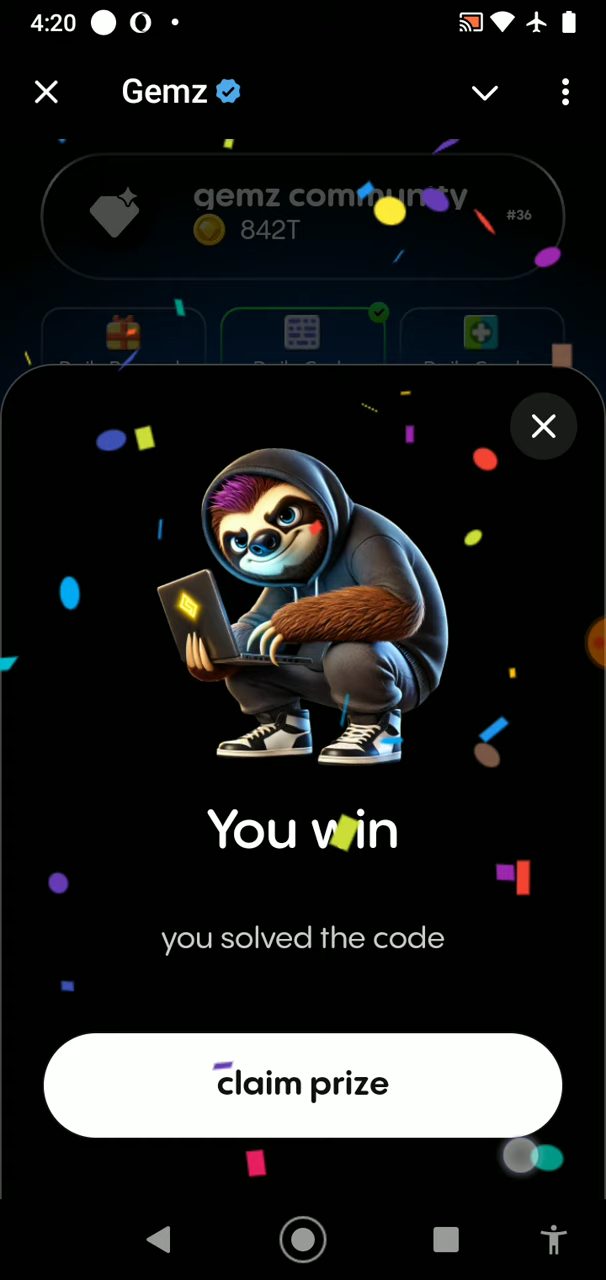 4:20
Gemz
gemz community
842T
#36
You win
you solved the code
claim prize